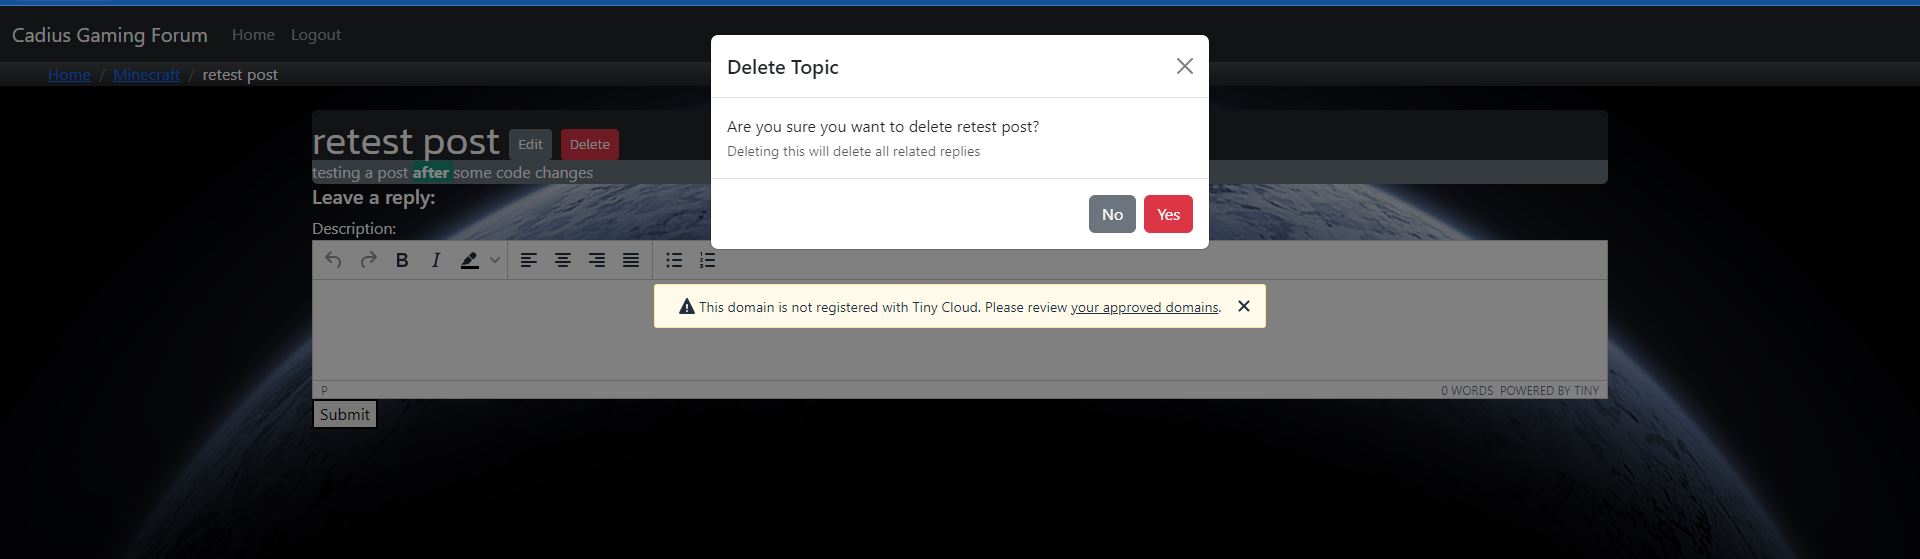 Cadius Gaming Forum Home Logout
Home / Minecraft / retest post
Delete Topic
Are you sure you want to delete retest post?
Deleting this will delete all related replies
No Yes
retest post Edit Delete
testing a post after some code changes
Leave a reply:
Description:
B I
This domain is not registered with Tiny Cloud. Please review your approved domains.
P 0 WORDS POWERED BY TINY
Submit